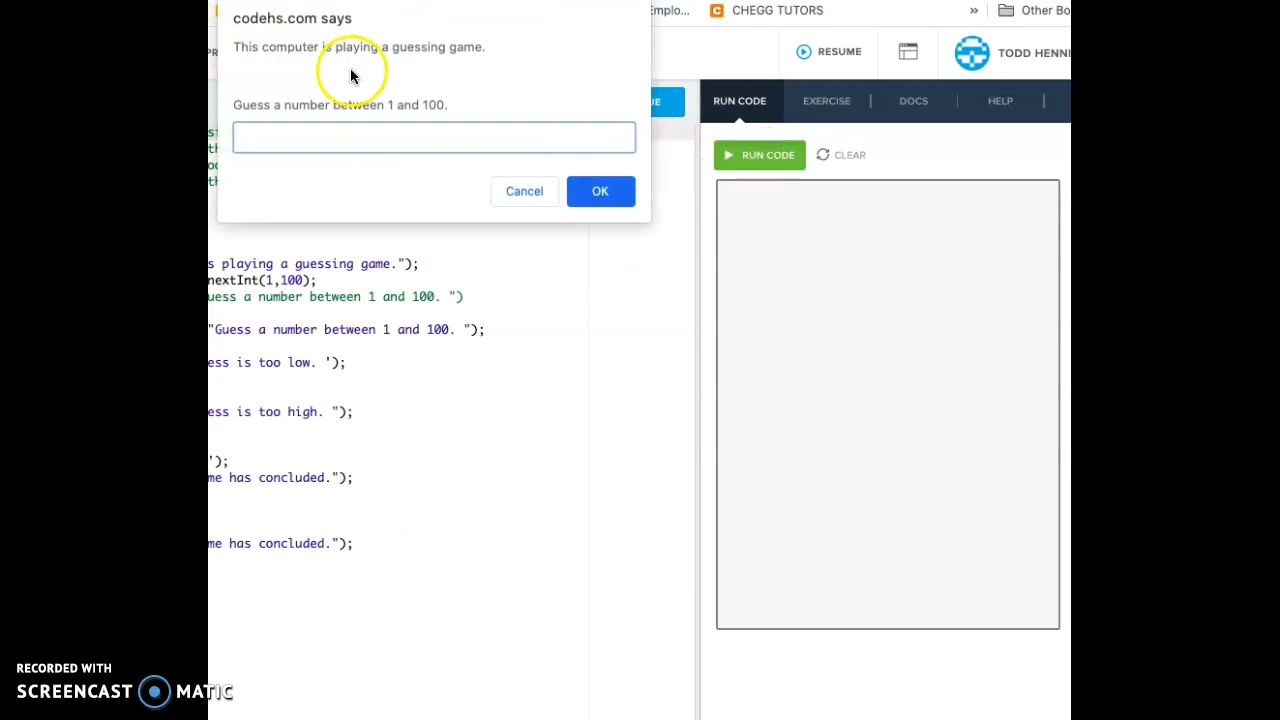 codehs.com says
This computer is playing a guessing game.
Guess a number between 1 and 100.
Cancel
OK
Emplo...
CHEGG TUTORS
»
Other Bo
RESUME
TODD HENNI
UE
RUN CODE
EXERCISE
DOCS
HELP
RUN CODE
CLEAR
s playing a guessing game.");
nextInt(1,100);
uess a number between 1 and 100. ")
"Guess a number between 1 and 100. ");
ess is too low. ');
ess is too high. ");
');
me has concluded.");
me has concluded.");
RECORDED WITH
SCREENCAST MATIC